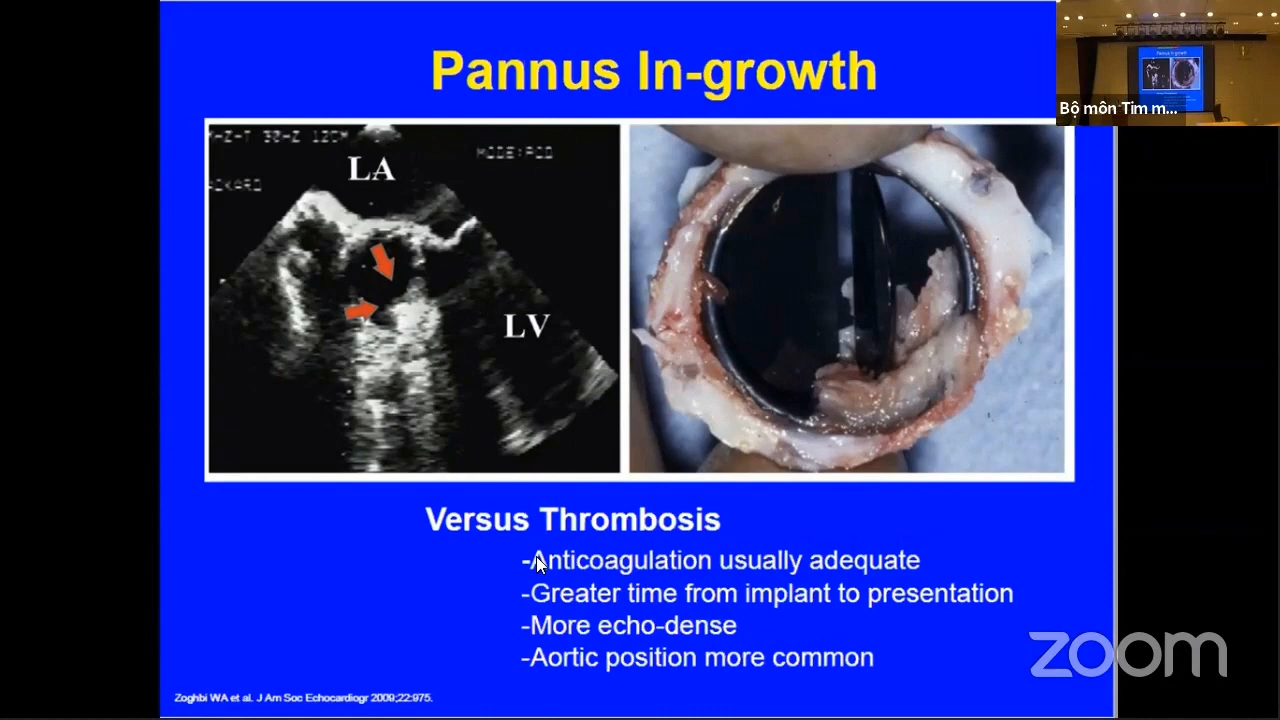 Pannus In-growth
Bộ môn Tim m...
LA
LV
Versus Thrombosis
-Anticoagulation usually adequate
-Greater time from implant to presentation
-More echo-dense
-Aortic position more common
Zoghbi WA et al. J Am Soc Echocardiogr 2009;22:975.
zoom